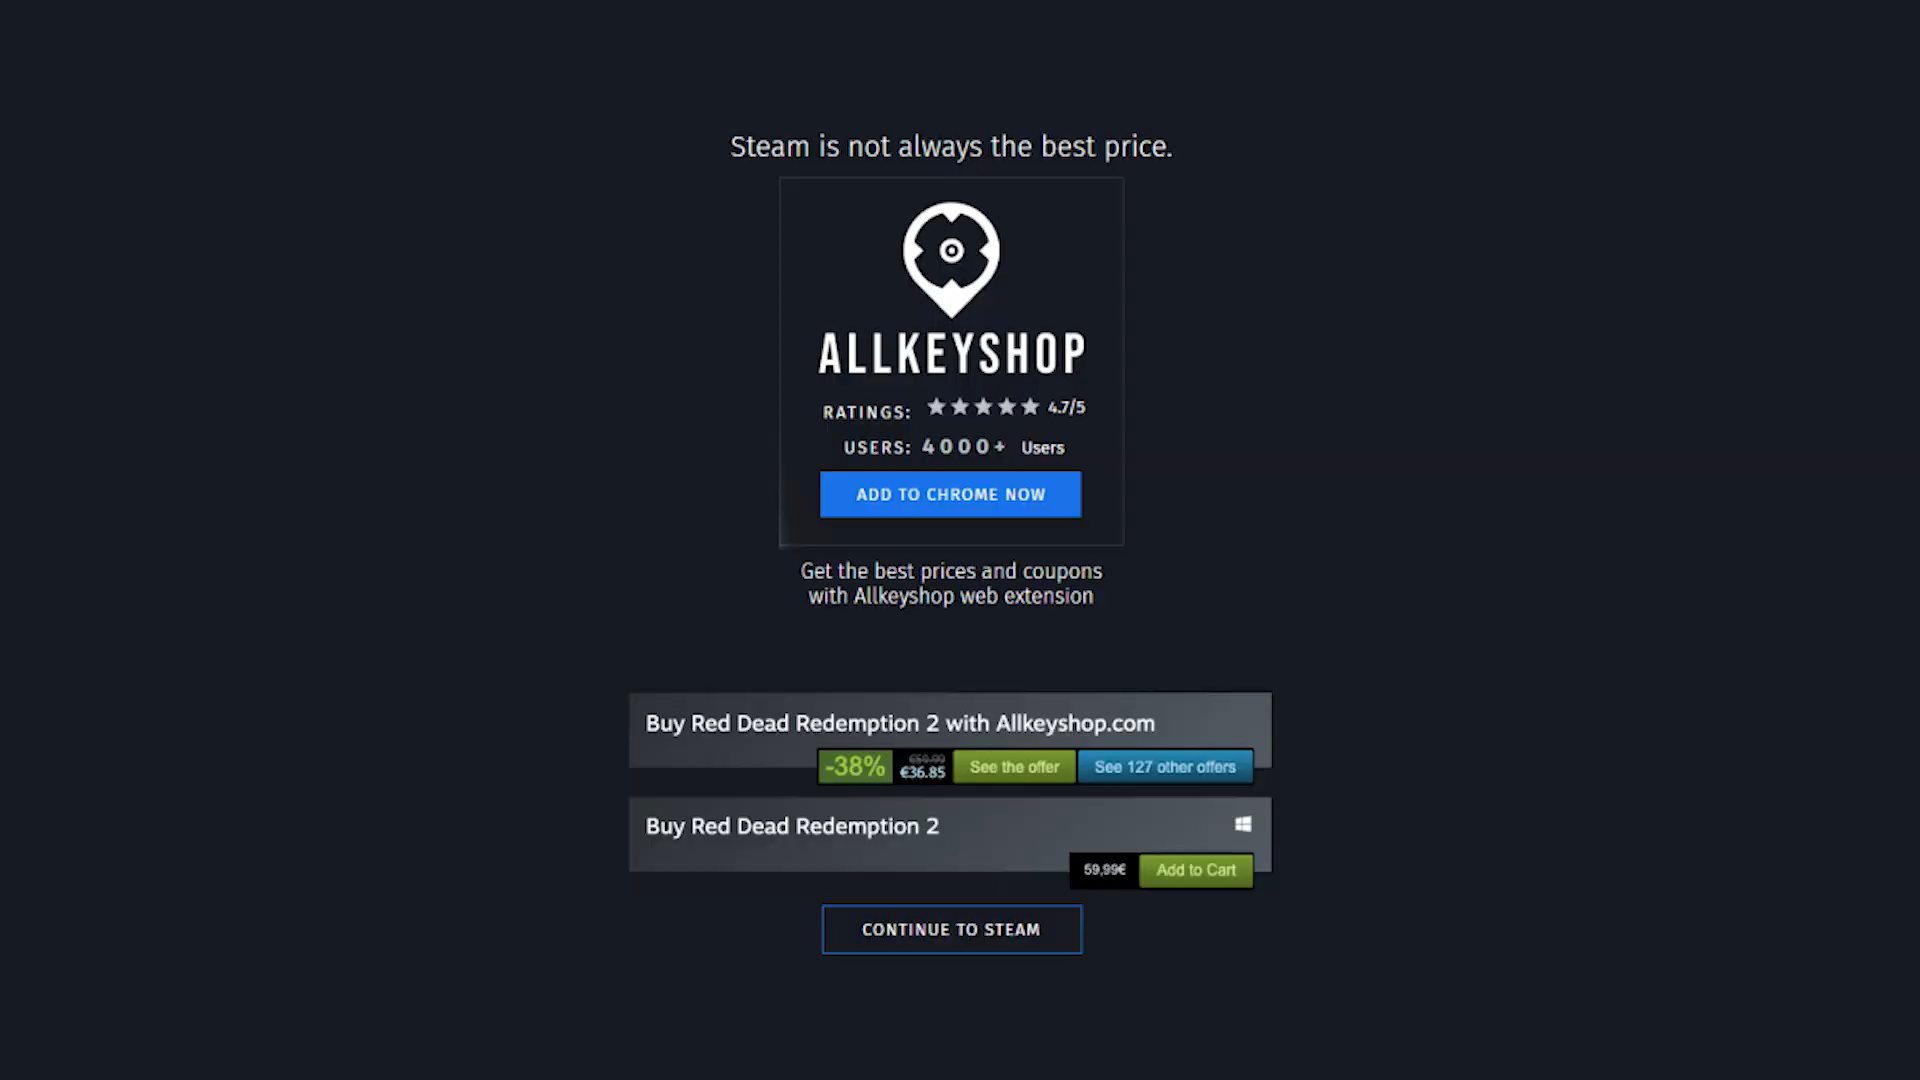 Steam is not always the best price.
ALLKEYSHOP
RATINGS: ★★★★★ 4.7/5
USERS: 4000+ Users
ADD TO CHROME NOW
Get the best prices and coupons
with Allkeyshop web extension
Buy Red Dead Redemption 2 with Allkeyshop.com
-38% €59.99 €36.85 See the offer See 127 other offers
Buy Red Dead Redemption 2
59,99€ Add to Cart
CONTINUE TO STEAM